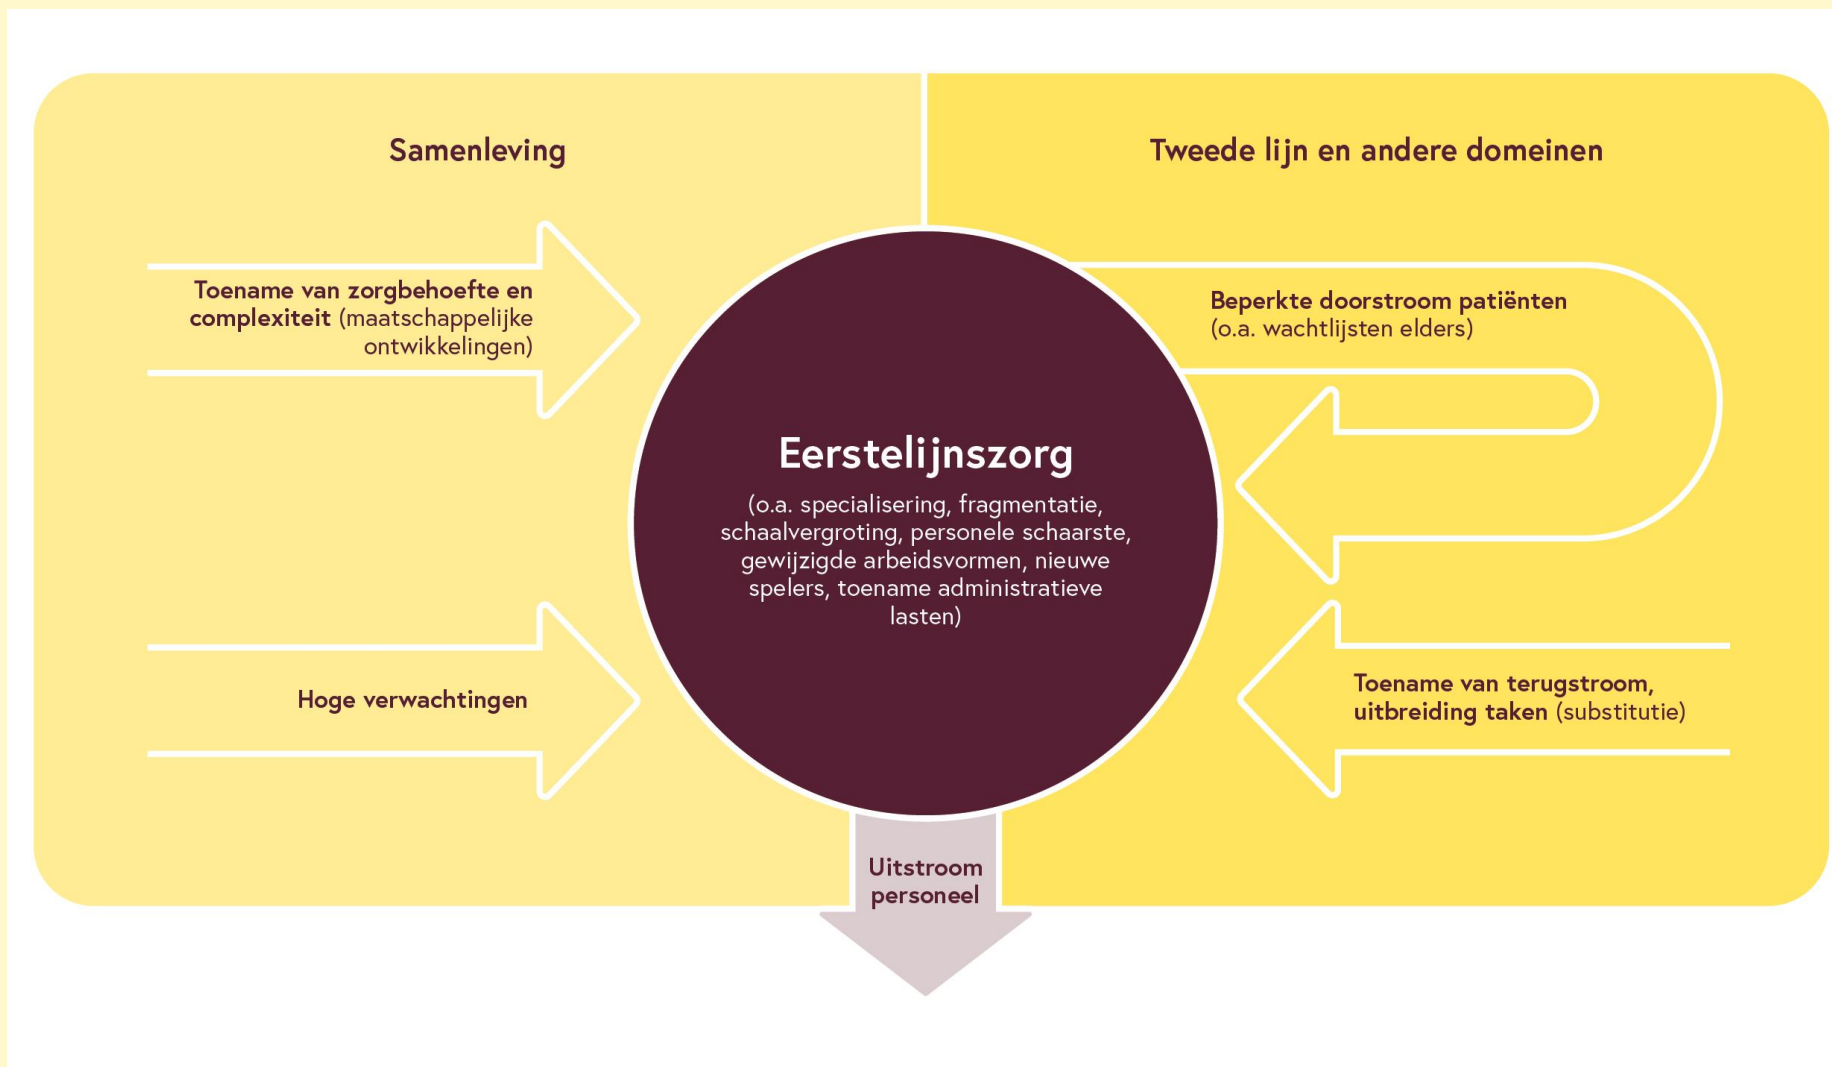 Samenleving
Tweede lijn en andere domeinen
Toename van zorgbehoefte en
complexiteit (maatschappelijke
ontwikkelingen)
Hoge verwachtingen
Eerstelijnszorg
(o.a. specialisering, fragmentatie,
schaalvergroting, personele schaarste,
gewijzigde arbeidsvormen, nieuwe
spelers, toename administratieve
lasten)
Beperkte doorstroom patiënten
(o.a. wachtlijsten elders)
Toename van terugstroom,
uitbreiding taken (substitutie)
Uitstroom
personeel